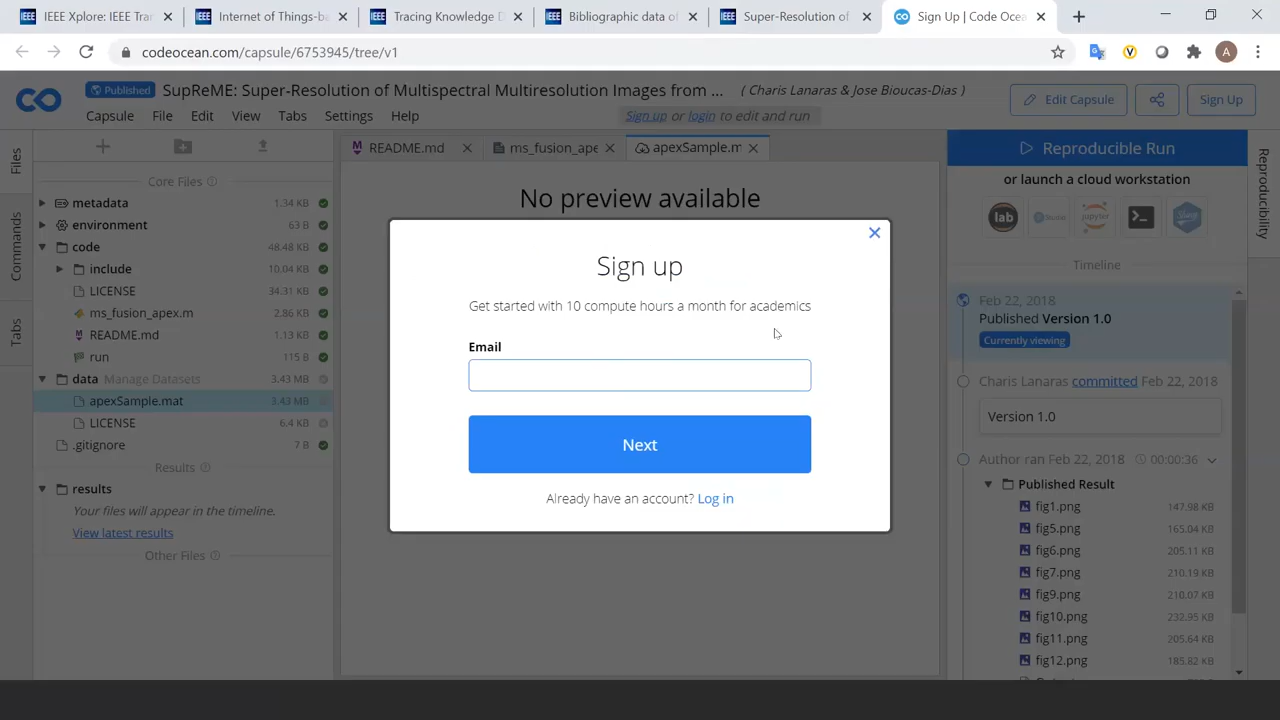 IEEE Xplore: IEEE Tra
Internet of Things-ba
Tracing Knowledge D
Bibliographic data of
Super-Resolution of
Sign Up | Code Ocea
codeocean.com/capsule/6753945/tree/v1
A
Published
SupReME: Super-Resolution of Multispectral Multiresolution Images from ...
( Charis Lanaras & Jose Bioucas-Dias )
Capsule File Edit View Tabs Settings Help
Sign up or login to edit and run
Edit Capsule
Sign Up
Files
Commands
Tabs
Core Files
metadata 1.34 KB
environment 63 B
code 48.48 KB
include 10.04 KB
LICENSE 34.31 KB
ms_fusion_apex.m 2.86 KB
README.md 1.13 KB
run 115 B
data Manage Datasets 3.43 MB
apexSample.mat 3.43 MB
LICENSE 6.4 KB
.gitignore 7 B
Results
results
Your files will appear in the timeline.
View latest results
Other Files
README.md
ms_fusion_ape
apexSample.m
No preview available
Sign up
Get started with 10 compute hours a month for academics
Email
Next
Already have an account? Log in
Reproducible Run
or launch a cloud workstation
lab
Studio
jupyter
Timeline
Feb 22, 2018
Published Version 1.0
Currently viewing
Charis Lanaras committed Feb 22, 2018
Version 1.0
Author ran Feb 22, 2018 00:00:36
Published Result
fig1.png 147.98 KB
fig5.png 165.04 KB
fig6.png 205.11 KB
fig7.png 210.19 KB
fig9.png 210.07 KB
fig10.png 232.95 KB
fig11.png 205.64 KB
fig12.png 185.82 KB
Reproducibility